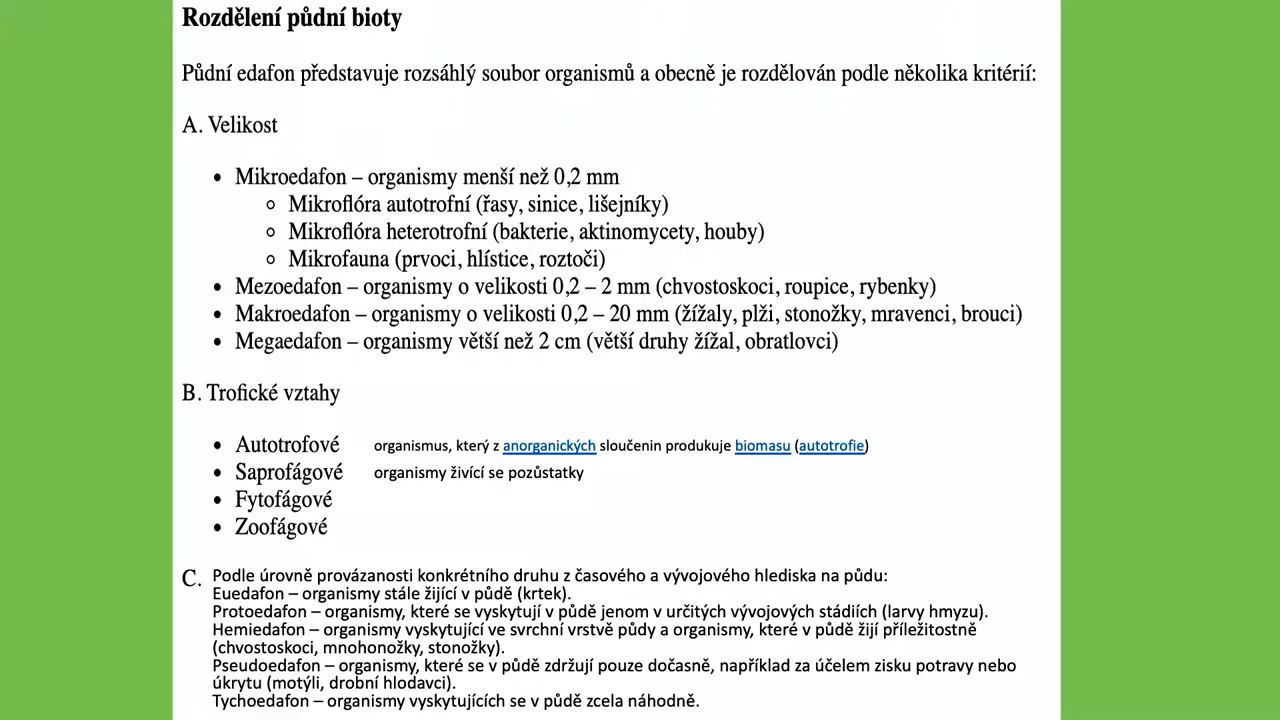 Rozdělení půdní bioty
Půdní edafon představuje rozsáhlý soubor organismů a obecně je rozdělován podle několika kritérií:
A. Velikost
• Mikroedafon – organismy menší než 0,2 mm
○ Mikroflóra autotrofní (řasy, sinice, lišejníky)
○ Mikroflóra heterotrofní (bakterie, aktinomycety, houby)
○ Mikrofauna (prvoci, hlístice, roztoči)
• Mezoedafon – organismy o velikosti 0,2 – 2 mm (chvostoskoci, roupice, rybenky)
• Makroedafon – organismy o velikosti 0,2 – 20 mm (žížaly, plži, stonožky, mravenci, brouci)
• Megaedafon – organismy větší než 2 cm (větší druhy žížal, obratlovci)
B. Trofické vztahy
• Autotrofové organismus, který z anorganických sloučenin produkuje biomasu (autotrofie)
• Saprofágové organismy živící se pozůstatky
• Fytofágové
• Zoofágové
C. Podle úrovně provázanosti konkrétního druhu z časového a vývojového hlediska na půdu:
Euedafon – organismy stále žijící v půdě (krtek).
Protoedafon – organismy, které se vyskytují v půdě jenom v určitých vývojových stádiích (larvy hmyzu).
Hemiedafon – organismy vyskytující ve svrchní vrstvě půdy a organismy, které v půdě žijí příležitostně
(chvostoskoci, mnohonožky, stonožky).
Pseudoedafon – organismy, které se v půdě zdržují pouze dočasně, například za účelem zisku potravy nebo
úkrytu (motýli, drobní hlodavci).
Tychoedafon – organismy vyskytujících se v půdě zcela náhodně.